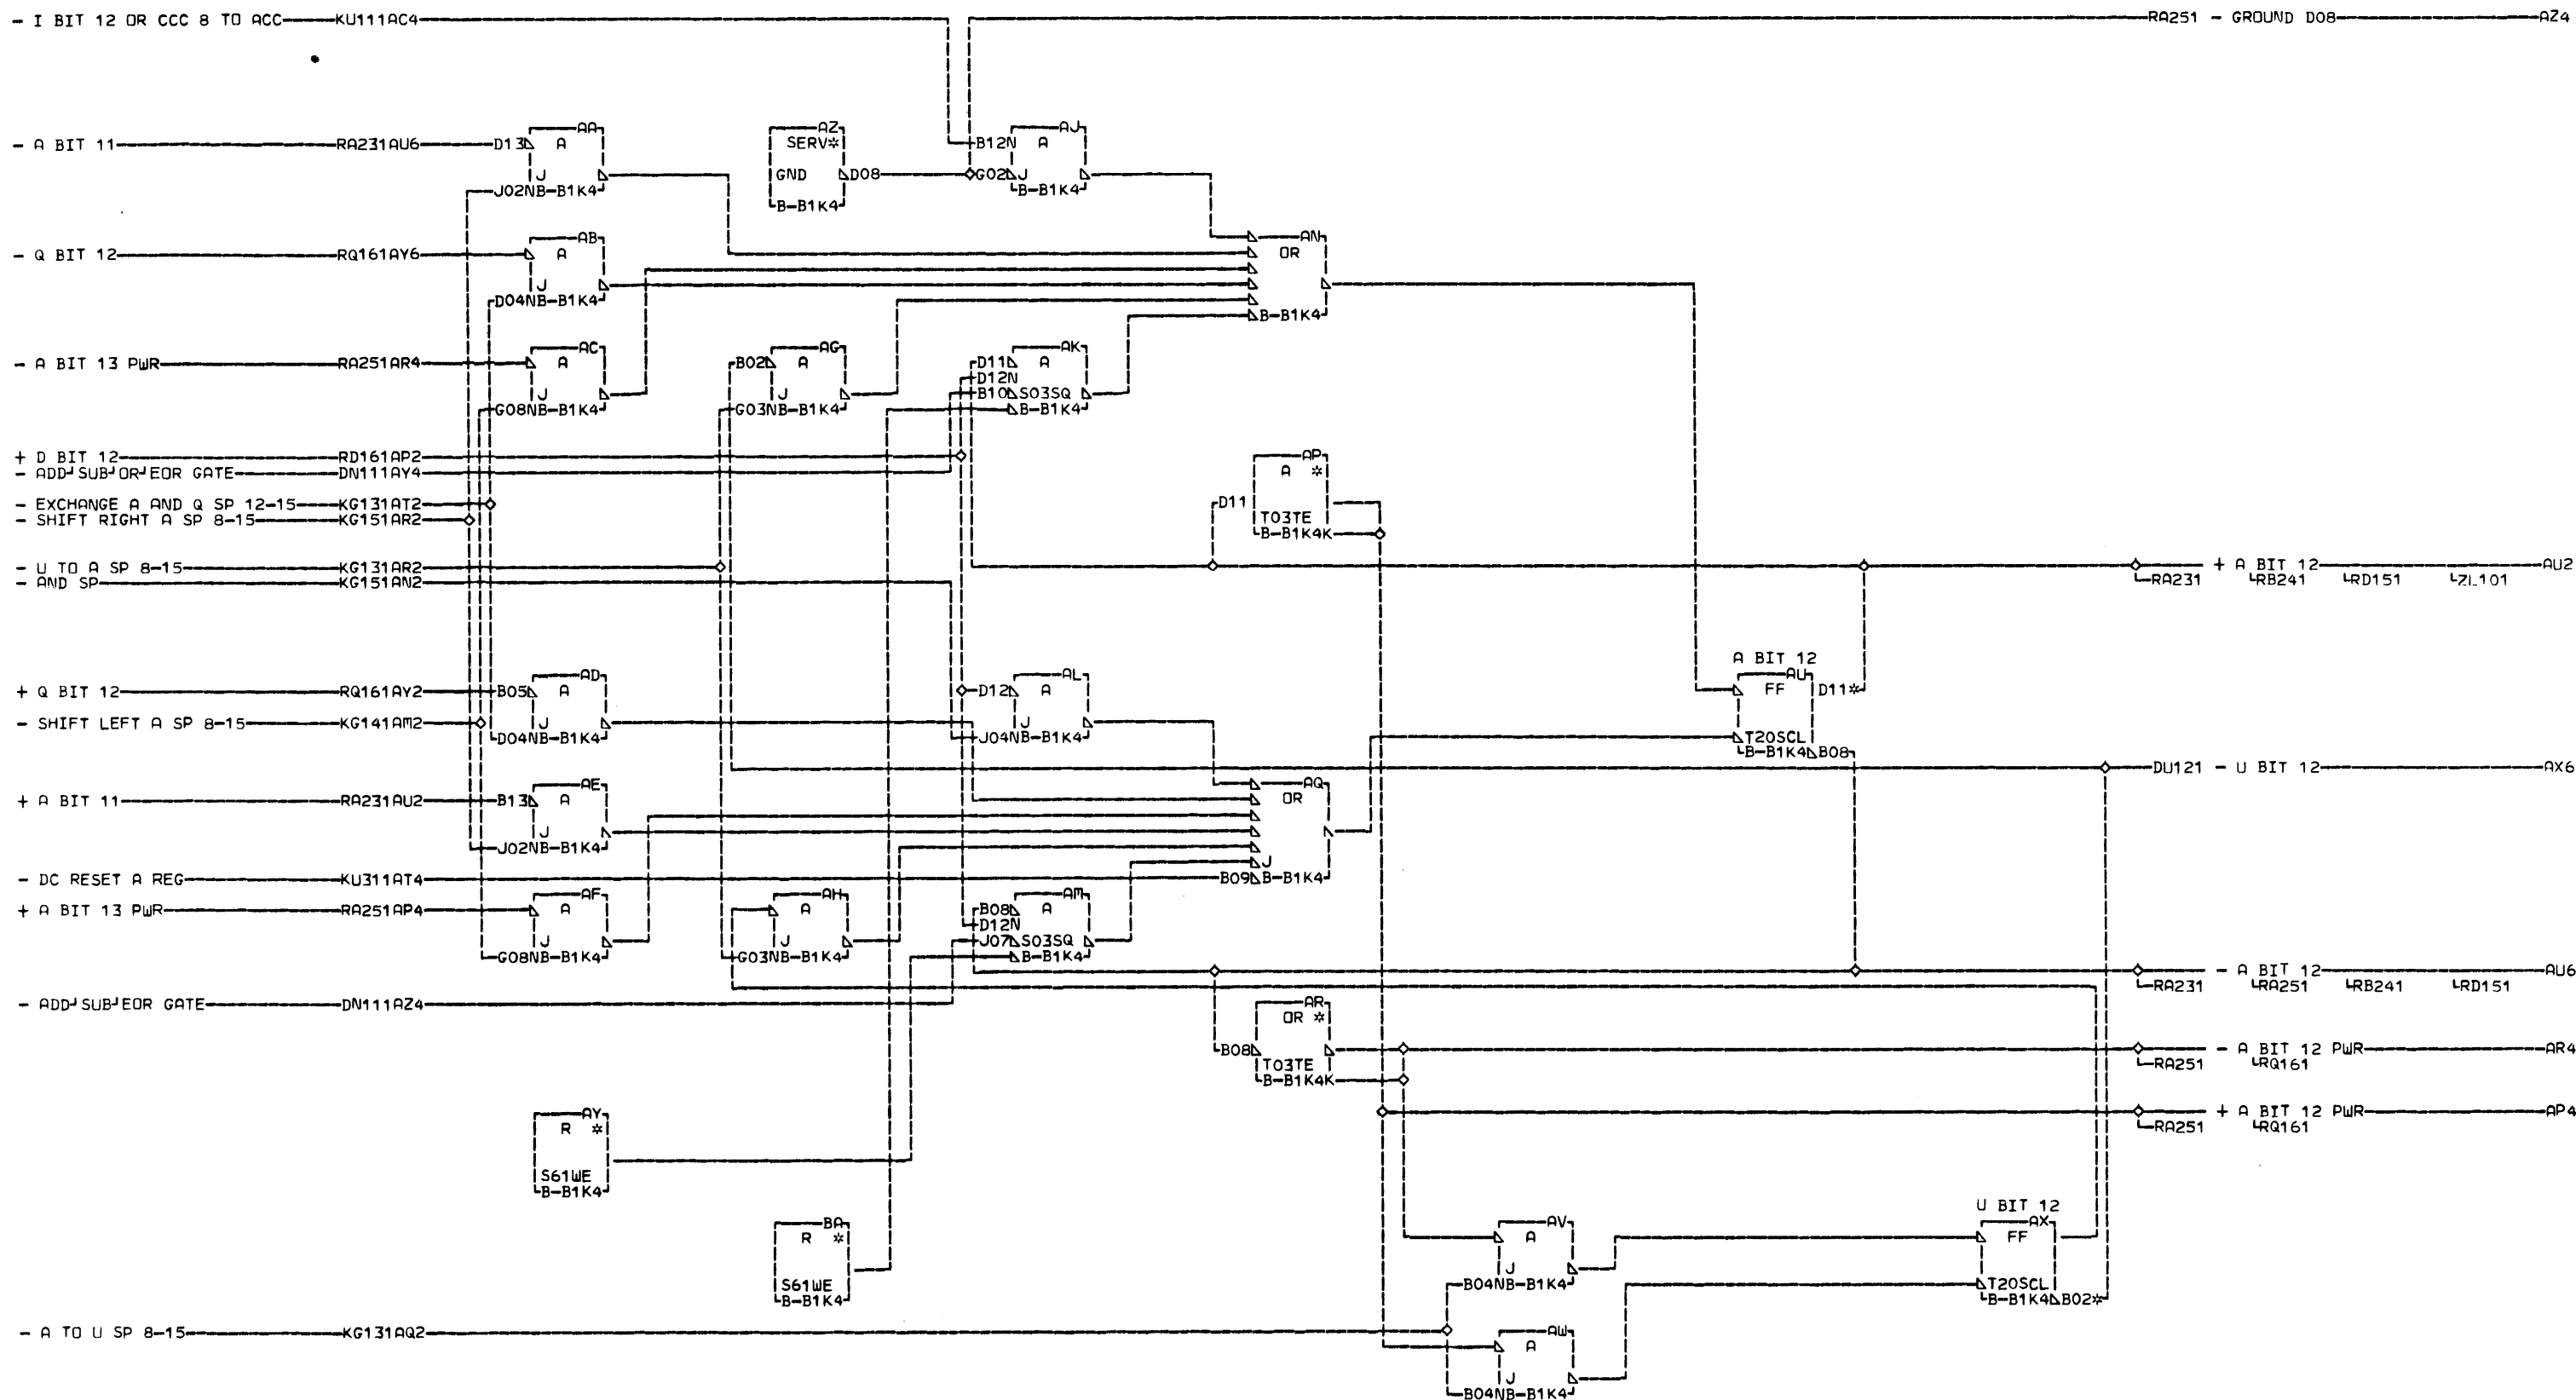 - I BIT 12 OR CCC 8 TO ACC KU111AC4 RA251 - GROUND D08 AZ4
AA AZ AJ
- A BIT 11 RA231AU6 D13 A SERV* B12N A
J GND D08 G02 J
J02NB-B1K4 B-B1K4 B-B1K4
AB AN
- Q BIT 12 RQ161AY6 A OR
J
D04NB-B1K4 B-B1K4
AC AG AK
- A BIT 13 PWR RA251AR4 A B02 A D11 A
D12N
J J B10 S03SQ
G08NB-B1K4 G03NB-B1K4 B-B1K4
+ D BIT 12 RD161AP2 AP
- ADD SUB OR EOR GATE DN111AY4 A *
- EXCHANGE A AND Q SP 12-15 KG131AT2 D11
- SHIFT RIGHT A SP 8-15 KG151AR2 T03TE
B-B1K4K
- U TO A SP 8-15 KG131AR2 + A BIT 12 AU2
- AND SP KG151AN2 RA231 RB241 RD151 ZL101
A BIT 12
AD AL AU
+ Q BIT 12 RQ161AY2 B05 A D12 A FF D11*
- SHIFT LEFT A SP 8-15 KG141AM2 J J
D04NB-B1K4 J04NB-B1K4 T20SCL
B-B1K4 B08
DU121 - U BIT 12 AX6
AE AQ
+ A BIT 11 RA231AU2 B13 A OR
J
J02NB-B1K4 J
- DC RESET A REG KU311AT4 B09 B-B1K4
AF AH AM
+ A BIT 13 PWR RA251AP4 A A B08 A
D12N
J J J07 S03SQ
G08NB-B1K4 G03NB-B1K4 B-B1K4
- A BIT 12 AU6
RA231 RA251 RB241 RD151
- ADD SUB EOR GATE DN111AZ4 AR
OR *
B08 - A BIT 12 PWR AR4
T03TE RA251 RQ161
B-B1K4K
AY + A BIT 12 PWR AP4
R * RA251 RQ161
S61WE
B-B1K4
U BIT 12
BA AV AX
R * A FF
J
S61WE B04NB-B1K4 T20SCL
B-B1K4 B-B1K4 B02*
- A TO U SP 8-15 KG131AQ2 AW
A
J
B04NB-B1K4